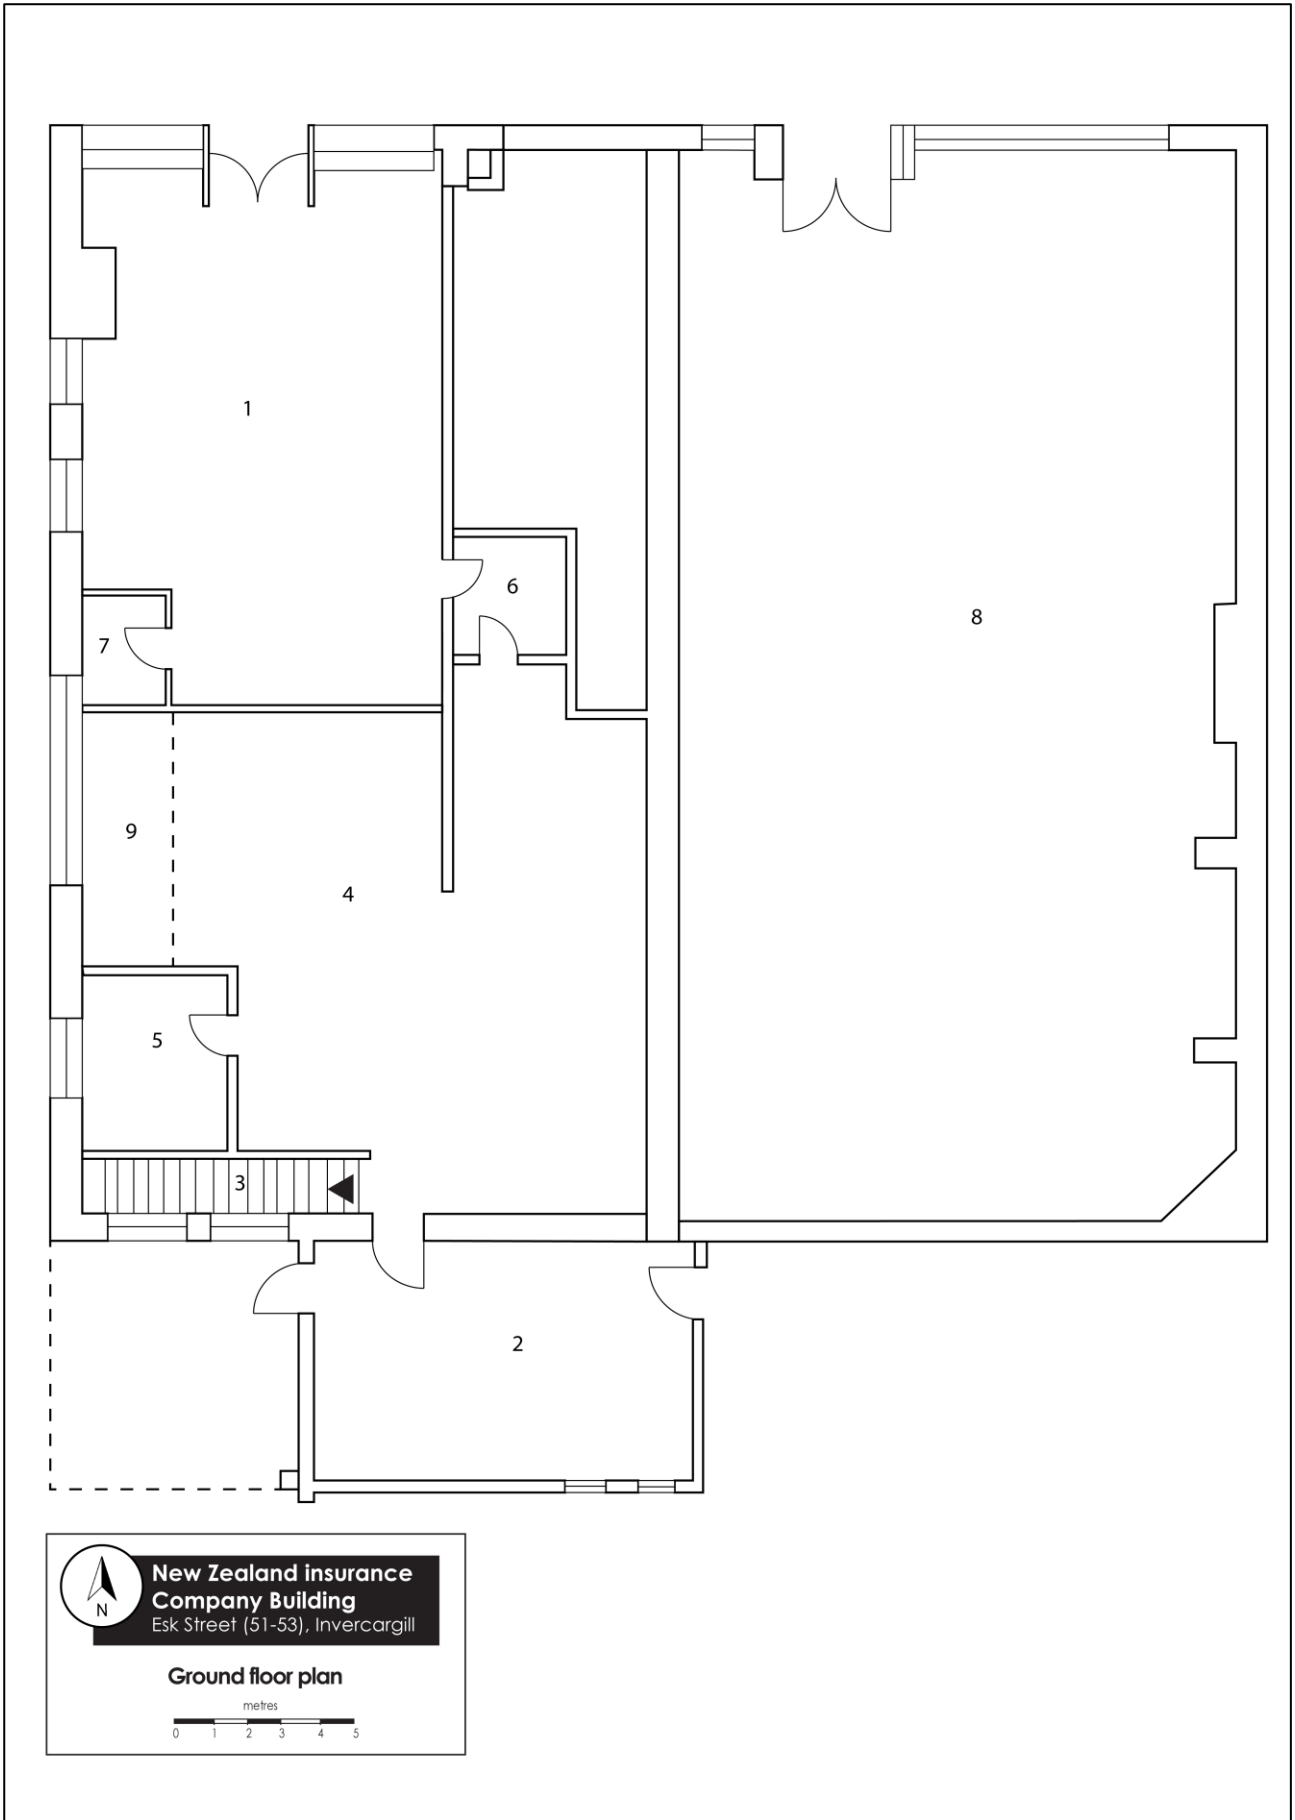 1
6
8
7
9
4
5
3
2
N
New Zealand insurance
Company Building
Esk Street (51-53), Invercargill
Ground floor plan
metres
0 1 2 3 4 5